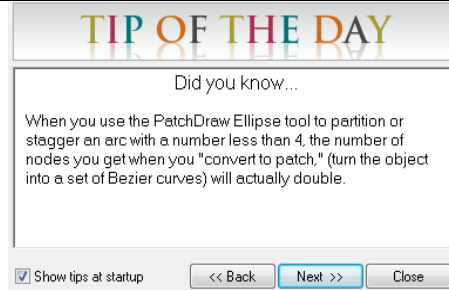 TIP OF THE DAY
Did you know...
When you use the PatchDraw Ellipse tool to partition or
stagger an arc with a number less than 4, the number of
nodes you get when you "convert to patch," (turn the object
into a set of Bezier curves) will actually double.
Show tips at startup << Back Next >> Close